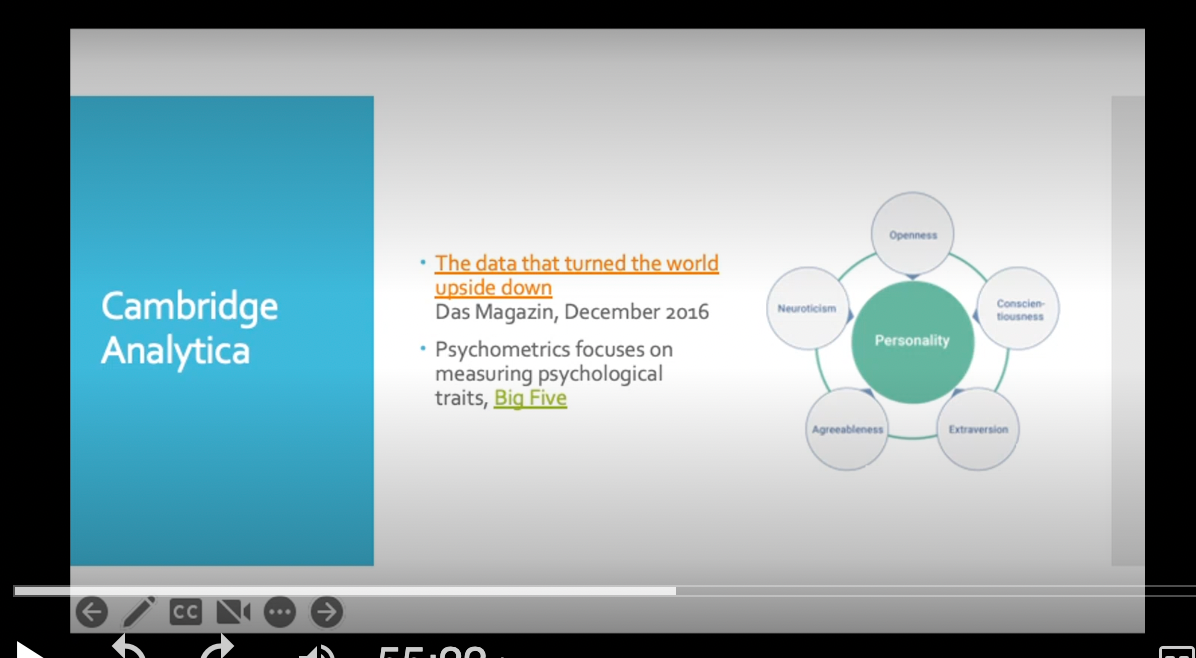 Cambridge
Analytica
The data that turned the world
upside down
Das Magazin, December 2016
Psychometrics focuses on
measuring psychological
traits, Big Five
Openness
Neuroticism
Conscien-
tiousness
Personality
Agreeableness
Extraversion
CC